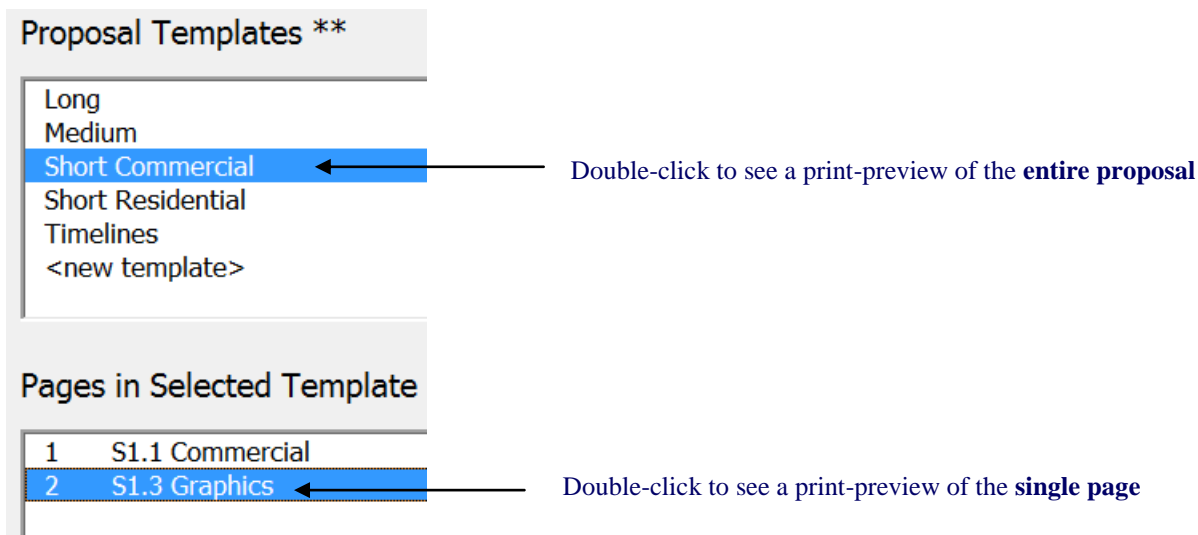 Proposal Templates **
Long
Medium
Short Commercial
Double-click to see a print-preview of the entire proposal
Short Residential
Timelines
<new template>
Pages in Selected Template
1 S1.1 Commercial
2 S1.3 Graphics
Double-click to see a print-preview of the single page